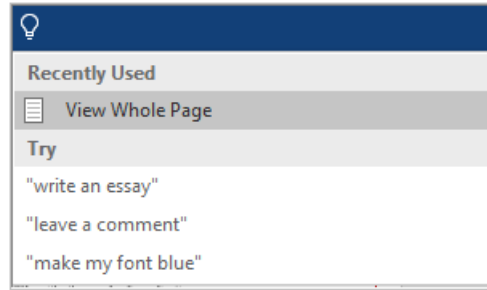 Recently Used
View Whole Page
Try
"write an essay"
"leave a comment"
"make my font blue"